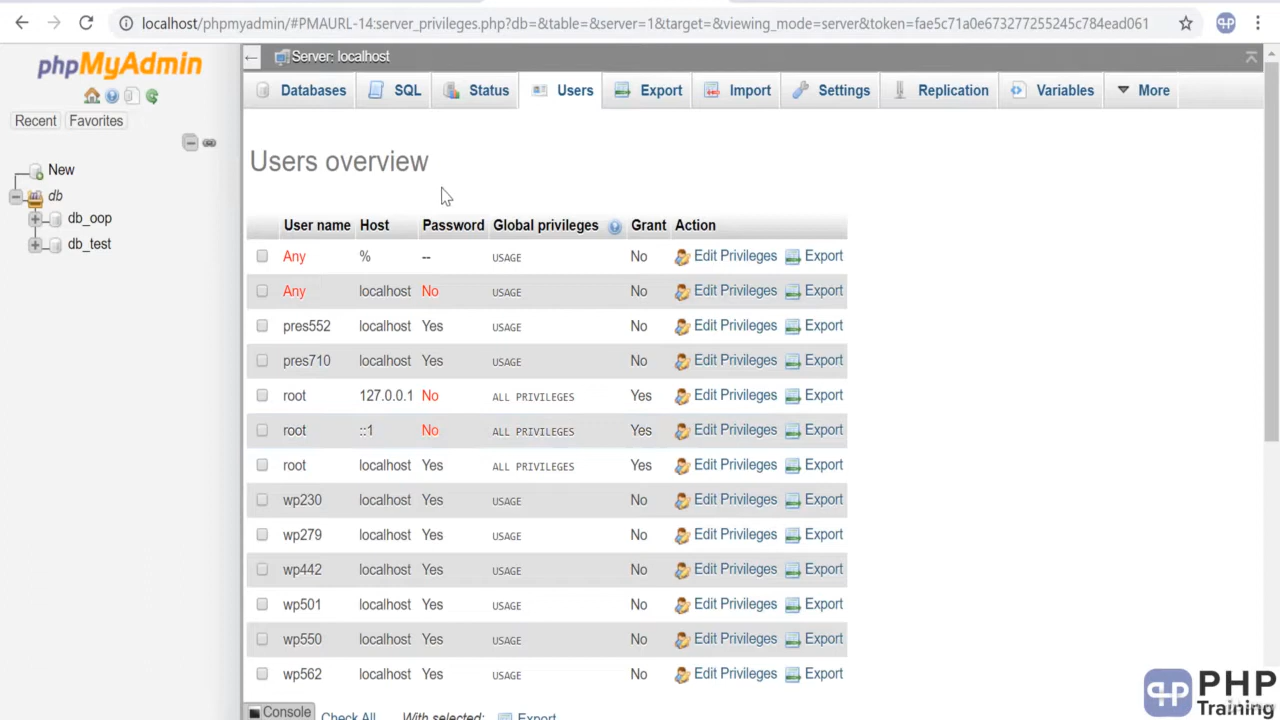 localhost/phpmyadmin/#PMAURL-14:server_privileges.php?db=&table=&server=1&target=&viewing_mode=server&token=fae5c71a0e673277255245c784ead061
phpMyAdmin
Server: localhost
Databases SQL Status Users Export Import Settings Replication Variables More
Recent Favorites
New
db
db_oop
db_test
Users overview
User name Host Password Global privileges Grant Action
Any % -- USAGE No Edit Privileges Export
Any localhost No USAGE No Edit Privileges Export
pres552 localhost Yes USAGE No Edit Privileges Export
pres710 localhost Yes USAGE No Edit Privileges Export
root 127.0.0.1 No ALL PRIVILEGES Yes Edit Privileges Export
root ::1 No ALL PRIVILEGES Yes Edit Privileges Export
root localhost Yes ALL PRIVILEGES Yes Edit Privileges Export
wp230 localhost Yes USAGE No Edit Privileges Export
wp279 localhost Yes USAGE No Edit Privileges Export
wp442 localhost Yes USAGE No Edit Privileges Export
wp501 localhost Yes USAGE No Edit Privileges Export
wp550 localhost Yes USAGE No Edit Privileges Export
wp562 localhost Yes USAGE No Edit Privileges Export
Console Check All With selected: Export
PHP
Training